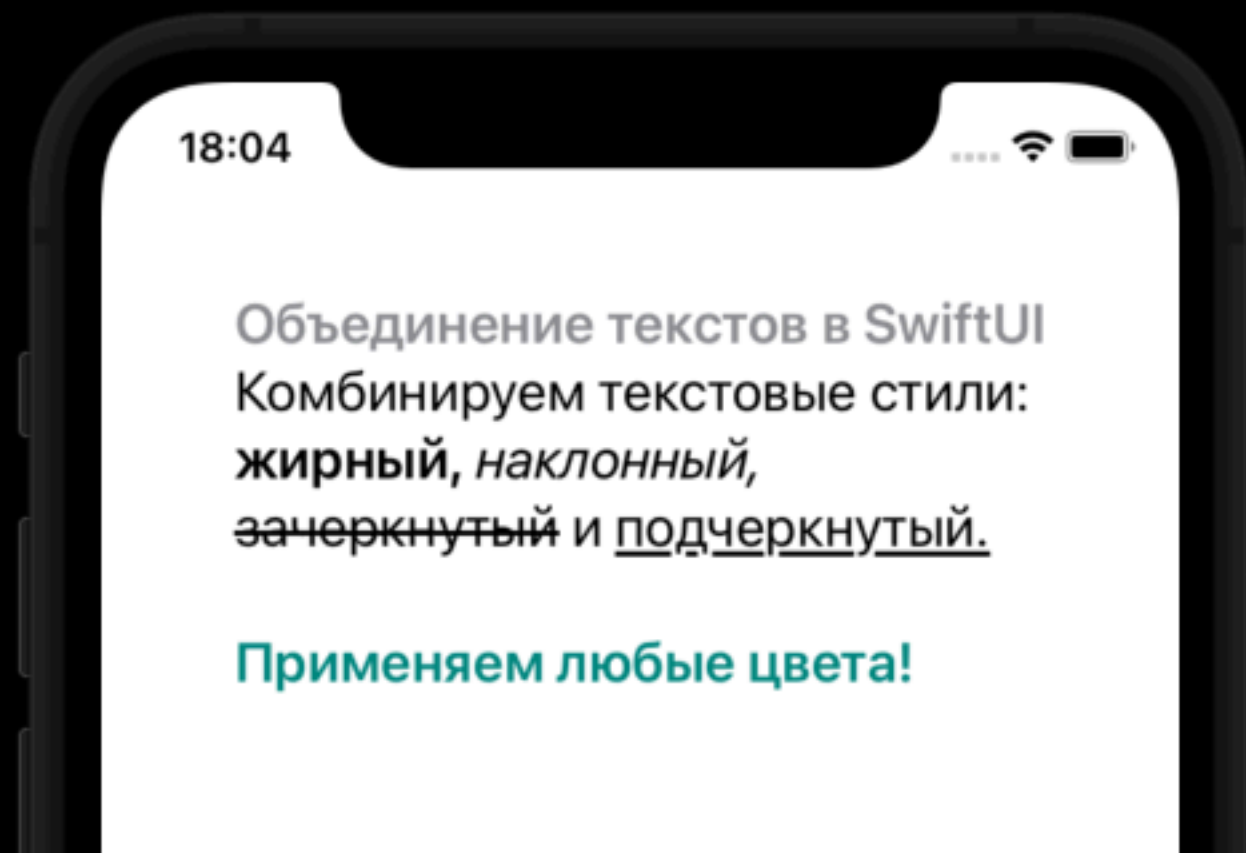 18:04
Объединение текстов в SwiftUI
Комбинируем текстовые стили:
жирный, наклонный,
зачеркнутый и подчеркнутый.
Применяем любые цвета!